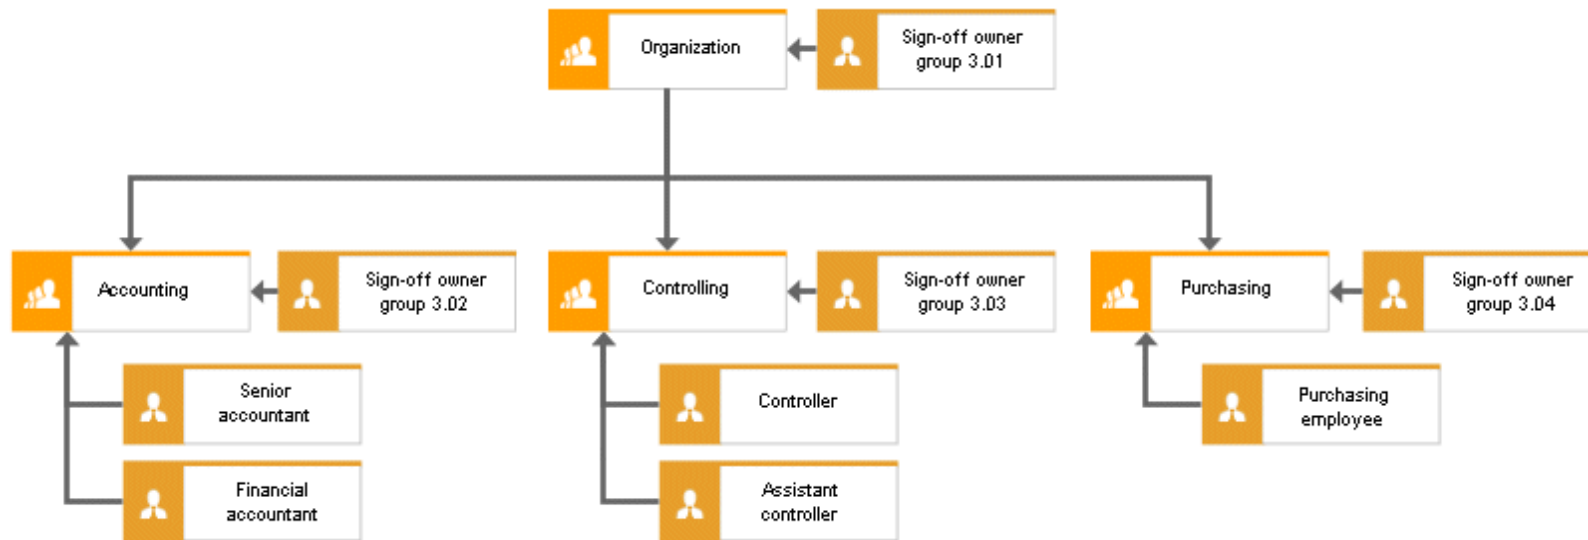 Organization
Sign-off owner
group 3.01
Accounting
Sign-off owner
group 3.02
Controlling
Sign-off owner
group 3.03
Purchasing
Sign-off owner
group 3.04
Senior
accountant
Controller
Purchasing
employee
Financial
accountant
Assistant
controller